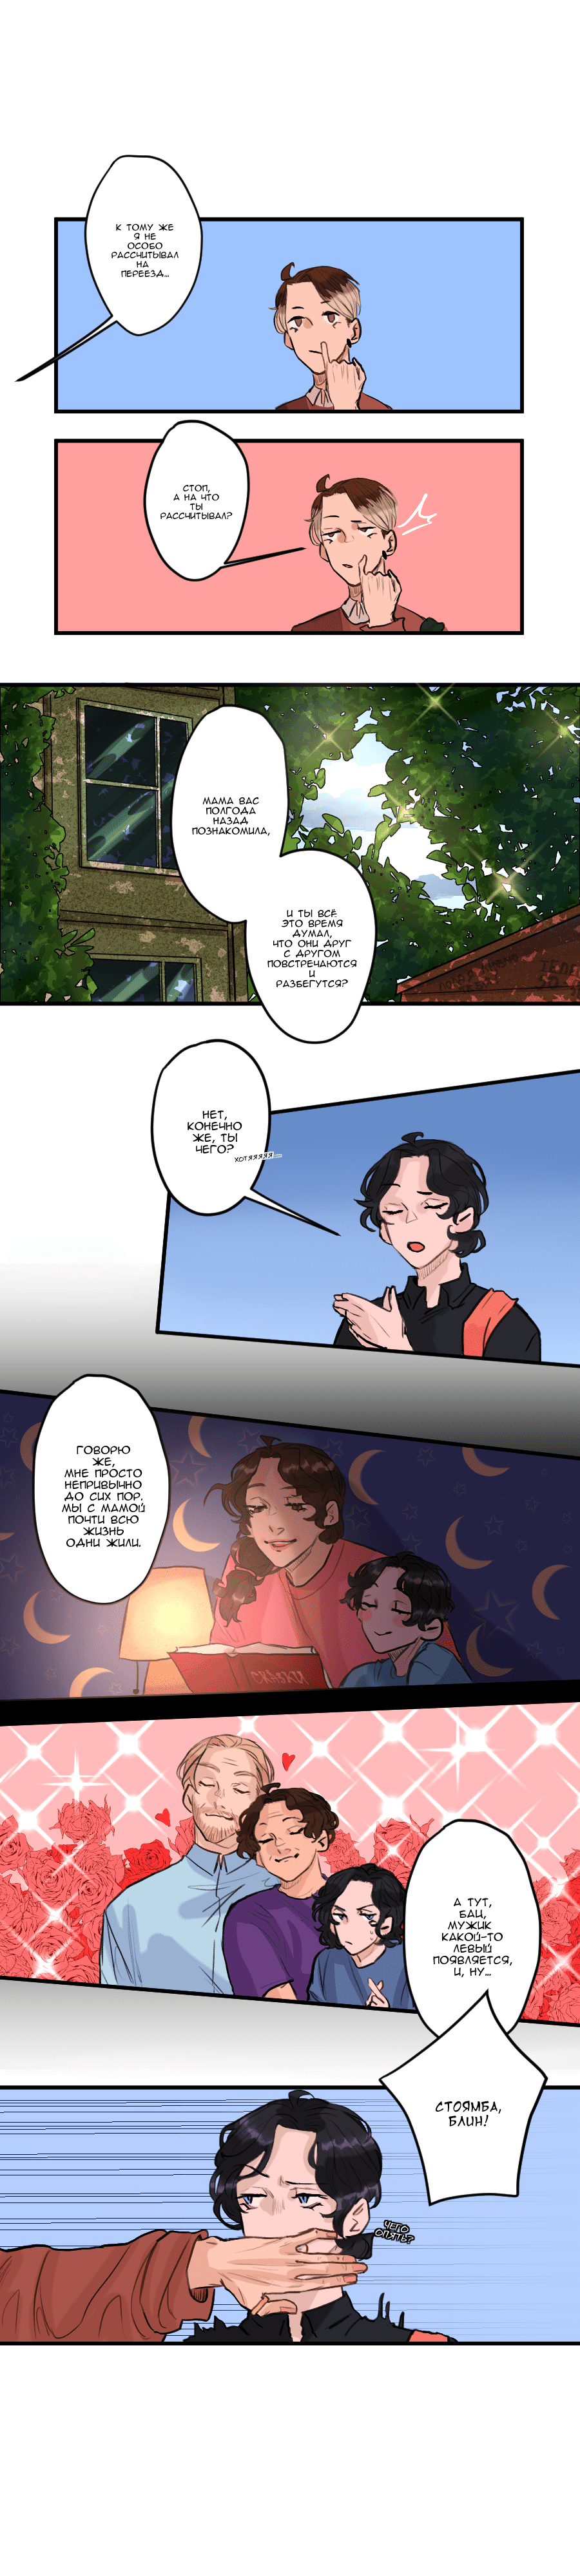 К ТОМУ ЖЕ
Я НЕ
ОСОБО
РАССЧИТЫВАЛ
НА
ПЕРЕЕЗД...
СТОП,
А НА ЧТО
ТЫ
РАССЧИТЫВАЛ?
МАМА ВАС
ПОЛГОДА
НАЗАД
ПОЗНАКОМИЛА,
И ТЫ ВСЁ
ЭТО ВРЕМЯ
ДУМАЛ,
ЧТО ОНИ ДРУГ
С ДРУГОМ
ПОВСТРЕЧАЮТСЯ
И
РАЗБЕГУТСЯ?
НЕТ,
КОНЕЧНО
ЖЕ, ТЫ
ЧЕГО?
ХОТЯЯЯЯЯ...
ГОВОРЮ
ЖЕ,
МНЕ ПРОСТО
НЕПРИВЫЧНО
ДО СИХ ПОР.
МЫ С МАМОЙ
ПОЧТИ ВСЮ
ЖИЗНЬ
ОДНИ ЖИЛИ.
СКАЗКИ
А ТУТ,
БАЦ,
МУЖИК
КАКОЙ-ТО
ЛЕВЫЙ
ПОЯВЛЯЕТСЯ,
И, НУ...
СТОЯМБА,
БЛИН!
ЧЕГО
ОПЯТЬ?